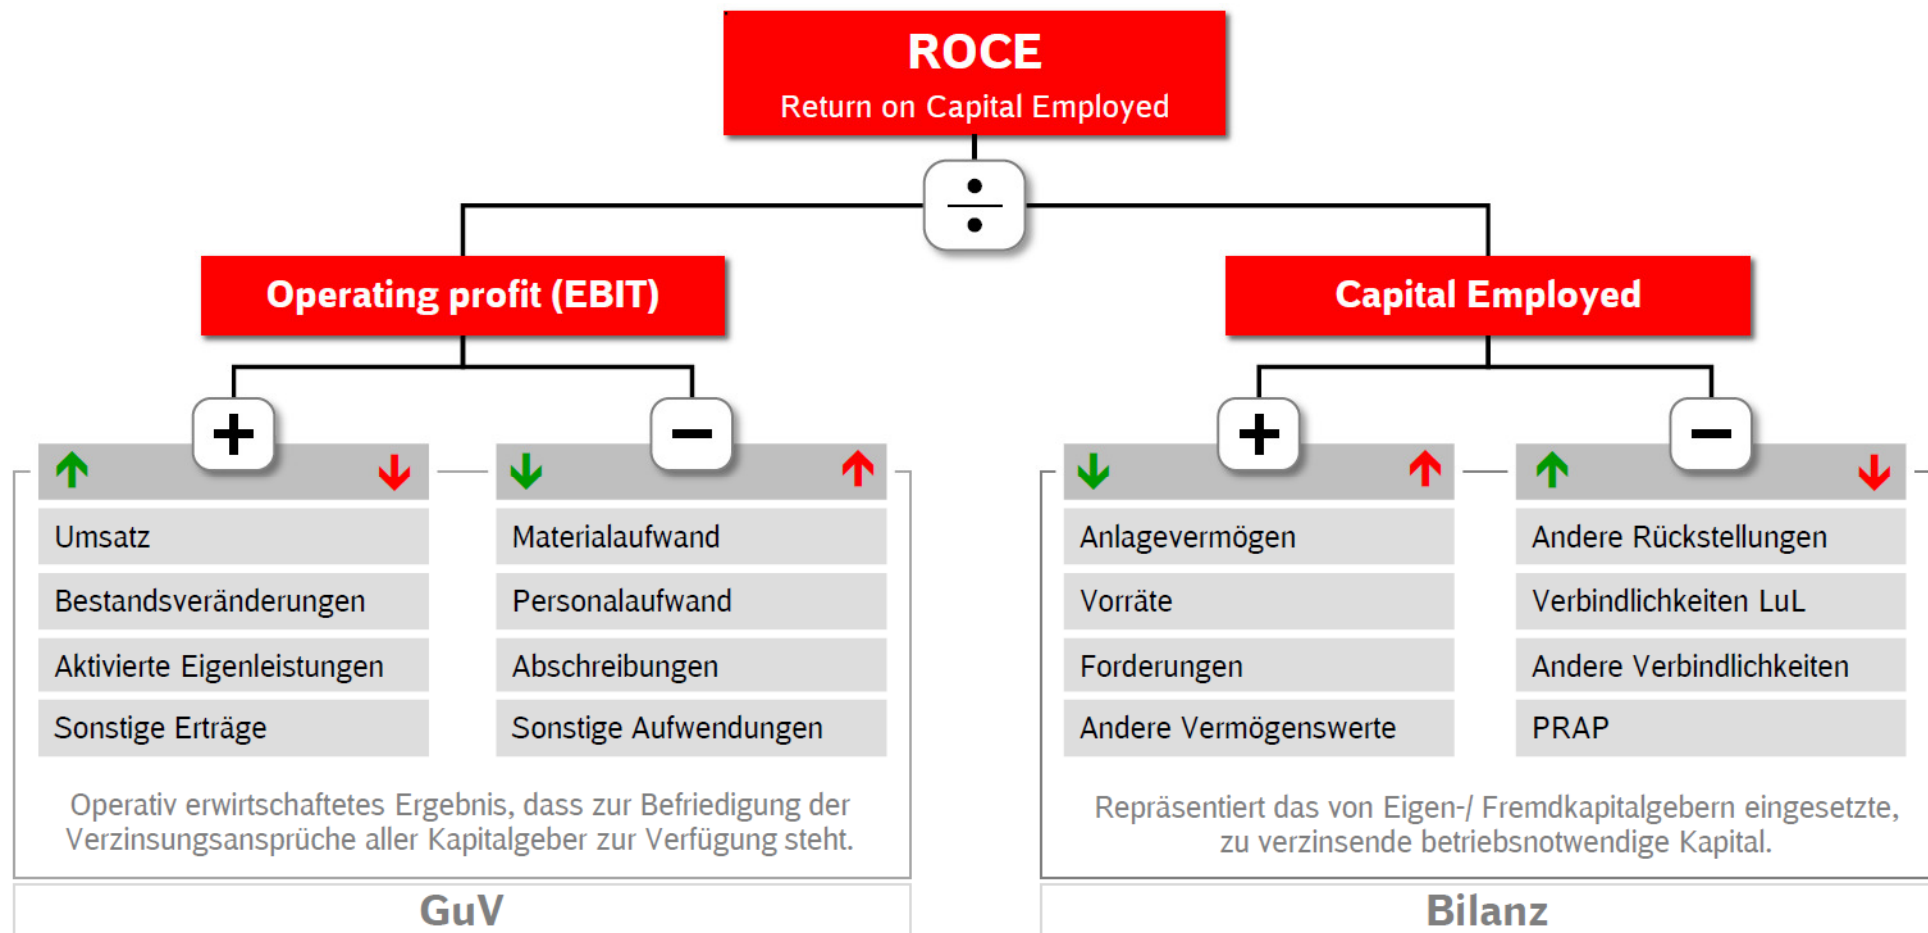 ROCE
Return on Capital Employed
Operating profit (EBIT)
Capital Employed
Umsatz
Bestandsveränderungen
Aktivierte Eigenleistungen
Sonstige Erträge
Materialaufwand
Personalaufwand
Abschreibungen
Sonstige Aufwendungen
Operativ erwirtschaftetes Ergebnis, dass zur Befriedigung der
Verzinsungsansprüche aller Kapitalgeber zur Verfügung steht.
GuV
Anlagevermögen
Vorräte
Forderungen
Andere Vermögenswerte
Andere Rückstellungen
Verbindlichkeiten LuL
Andere Verbindlichkeiten
PRAP
Repräsentiert das von Eigen-/ Fremdkapitalgebern eingesetzte,
zu verzinsende betriebsnotwendige Kapital.
Bilanz